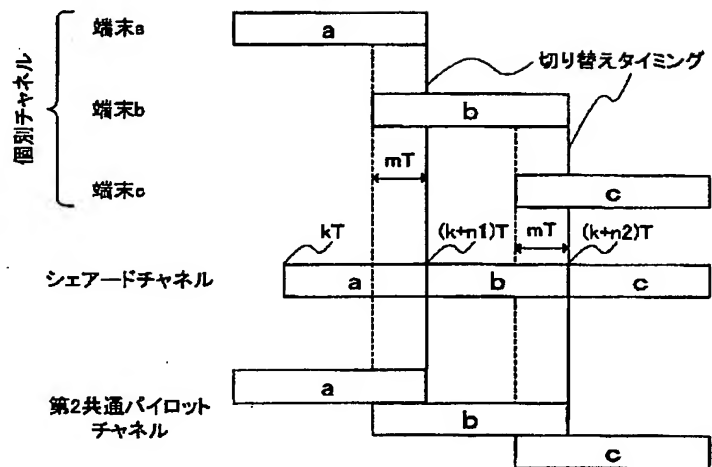 個別チャネル
端末a
a
切り替えタイミング
端末b
b
mT
端末c
c
kT
(k+n1)T
mT
(k+n2)T
シェアードチャネル
a
b
c
第2共通パイロット
チャネル
a
b
c